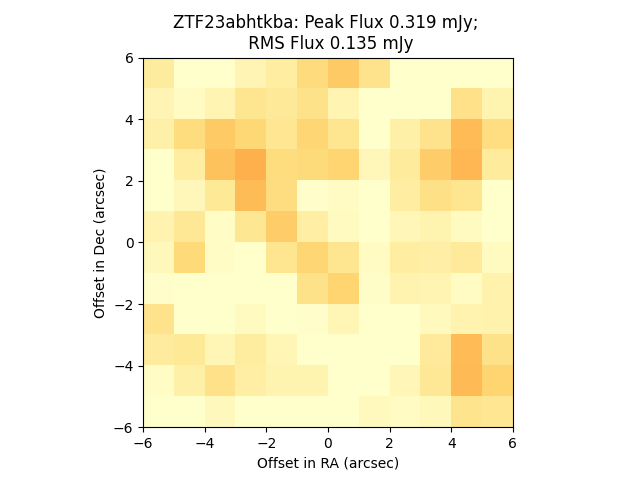 ZTF23abhtkba: Peak Flux 0.319 mJy;
RMS Flux 0.135 mJy
6
4
2
0
−2
−4
−6
Offset in Dec (arcsec)
−6 −4 −2 0 2 4 6
Offset in RA (arcsec)